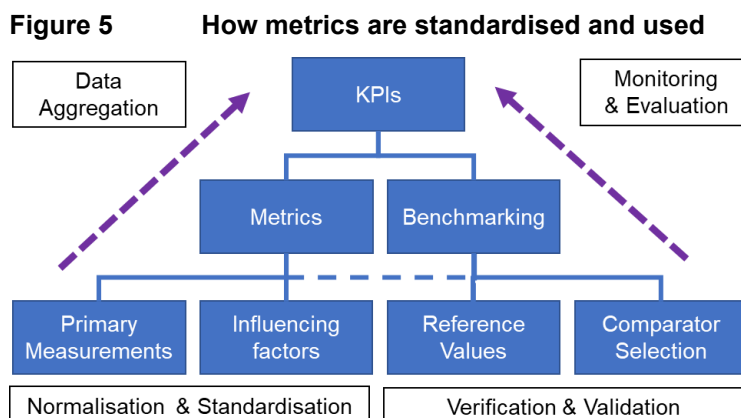 Figure 5 How metrics are standardised and used
Data
Aggregation
KPIs
Monitoring
& Evaluation
Metrics
Benchmarking
Primary
Measurements
Influencing
factors
Reference
Values
Comparator
Selection
Normalisation & Standardisation
Verification & Validation